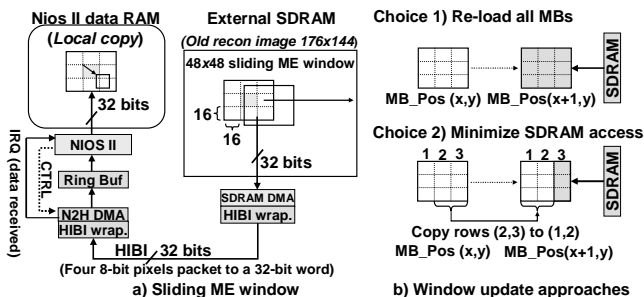 Nios II data RAM
(Local copy)
32 bits
NIOS II
Ring Buf
N2H DMA
HIBI wrap.
IRQ (data received)
CTRL
External SDRAM
(Old recon image 176x144)
48x48 sliding ME window
16
16
32 bits
SDRAM DMA
HIBI wrap.
HIBI 32 bits
(Four 8-bit pixels packet to a 32-bit word)
a) Sliding ME window
Choice 1) Re-load all MBs
SDRAM
MB_Pos (x,y) MB_Pos(x+1,y)
Choice 2) Minimize SDRAM access
1 2 3 1 2 3
SDRAM
Copy rows (2,3) to (1,2)
MB_Pos (x,y) MB_Pos(x+1,y)
b) Window update approaches